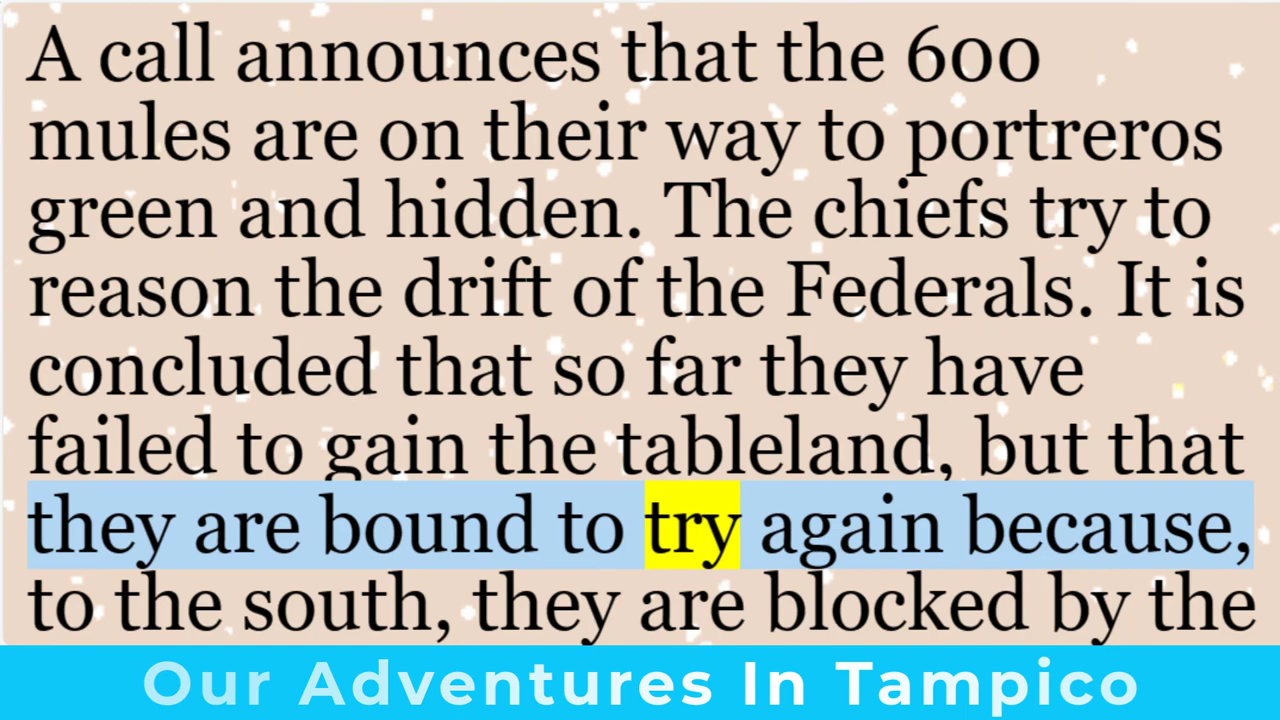 A call announces that the 600
mules are on their way to portreros
green and hidden. The chiefs try to
reason the drift of the Federals. It is
concluded that so far they have
failed to gain the tableland, but that
they are bound to try again because,
to the south, they are blocked by the
Our Adventures In Tampico